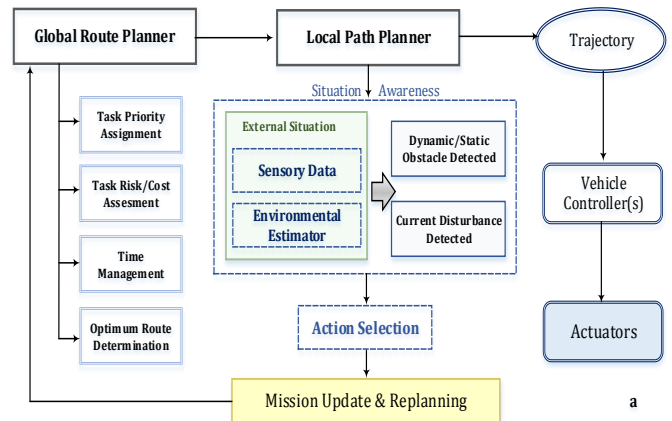 Global Route Planner
Local Path Planner
Trajectory
Situation Awareness
Task Priority
Assignment
Task Risk/Cost
Assesment
Time
Management
Optimum Route
Determination
External Situation
Sensory Data
Environmental
Estimator
Dynamic/Static
Obstacle Detected
Current Disturbance
Detected
Vehicle
Controller(s)
Action Selection
Actuators
Mission Update & Replanning
a